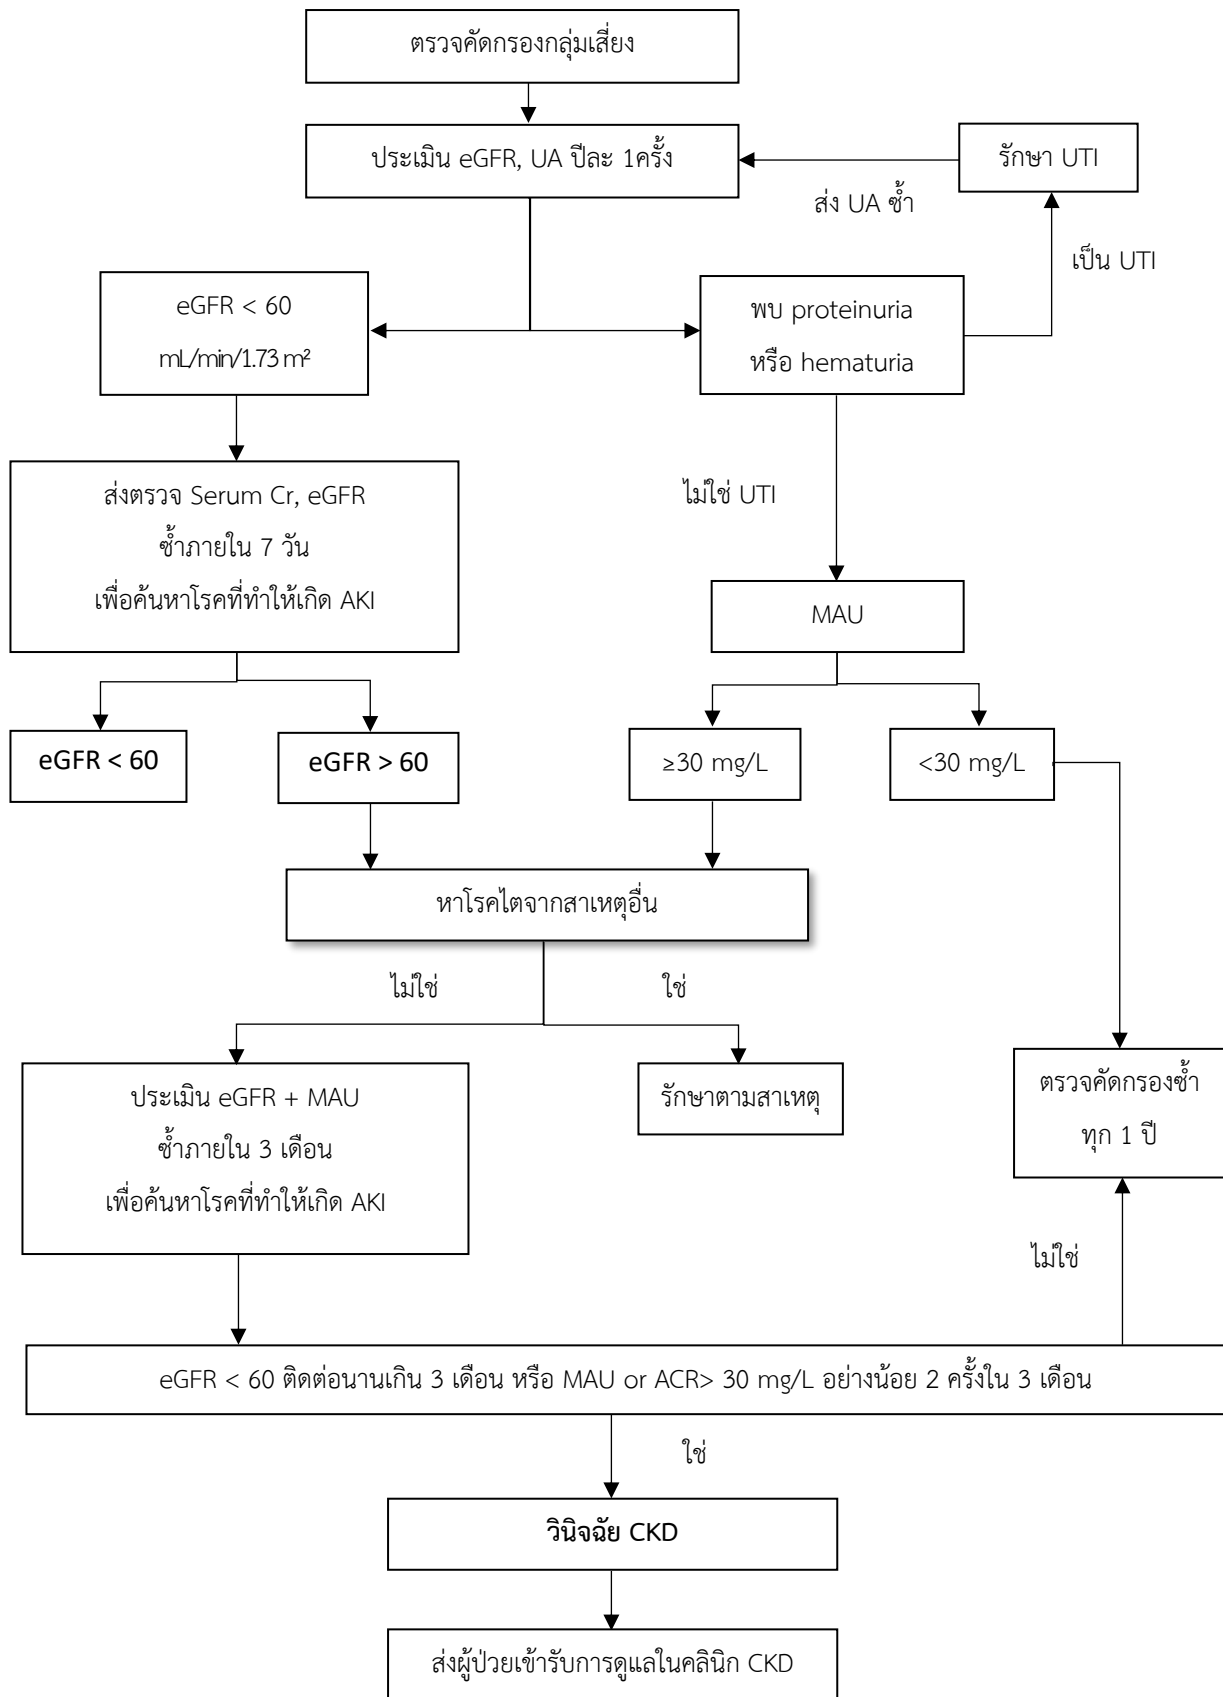 ตรวจคัดกรองกลุ่มเสี่ยง
ประเมิน eGFR, UA ปีละ 1ครั้ง
รักษา UTI
ส่ง UA ซ้ำ
เป็น UTI
eGFR < 60
mL/min/1.73 m²
พบ proteinuria
หรือ hematuria
ส่งตรวจ Serum Cr, eGFR
ซ้ำภายใน 7 วัน
เพื่อค้นหาโรคที่ทำให้เกิด AKI
ไม่ใช่ UTI
MAU
eGFR < 60
eGFR > 60
≥30 mg/L
<30 mg/L
หาโรคไตจากสาเหตุอื่น
ไม่ใช่
ใช่
ประเมิน eGFR + MAU
ซ้ำภายใน 3 เดือน
เพื่อค้นหาโรคที่ทำให้เกิด AKI
รักษาตามสาเหตุ
ตรวจคัดกรองซ้ำ
ทุก 1 ปี
ไม่ใช่
eGFR < 60 ติดต่อนานเกิน 3 เดือน หรือ MAU or ACR> 30 mg/L อย่างน้อย 2 ครั้งใน 3 เดือน
ใช่
วินิจฉัย CKD
ส่งผู้ป่วยเข้ารับการดูแลในคลินิก CKD